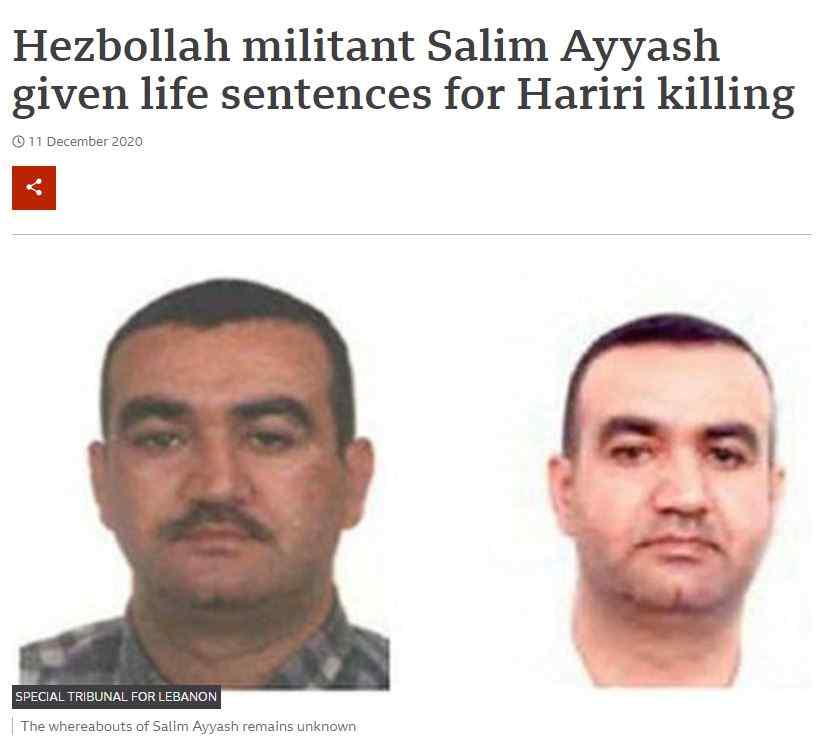 Hezbollah militant Salim Ayyash
given life sentences for Hariri killing
11 December 2020
SPECIAL TRIBUNAL FOR LEBANON
The whereabouts of Salim Ayyash remains unknown